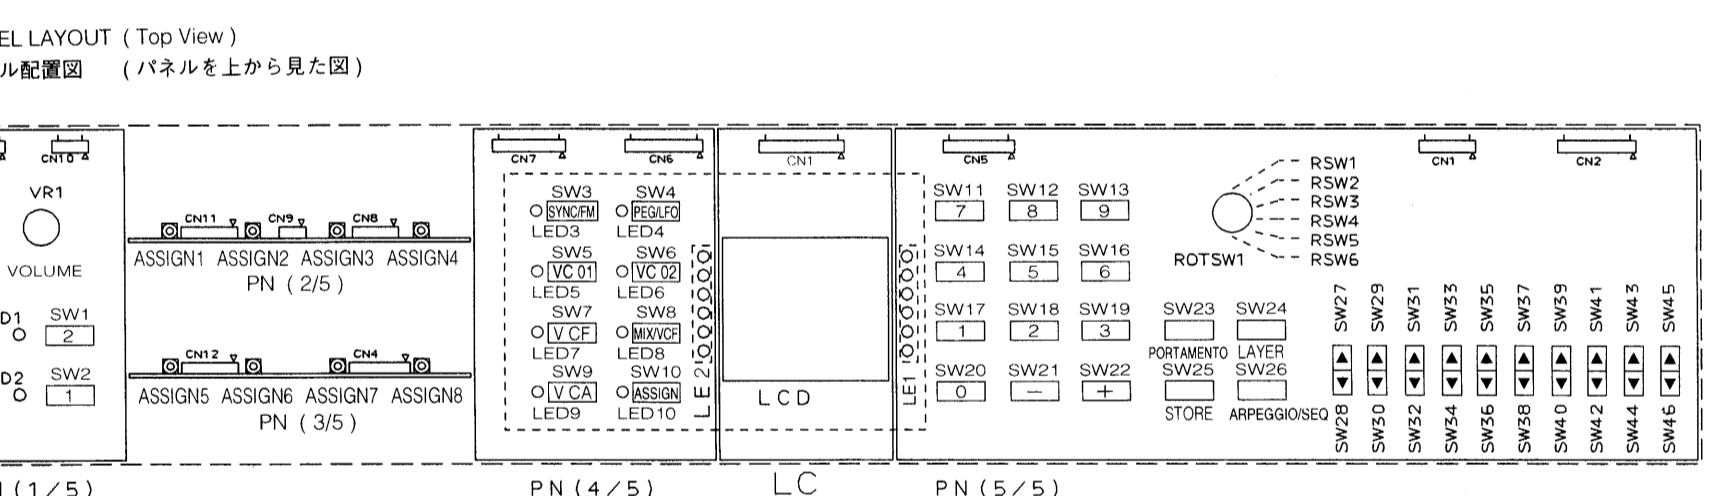 EL LAYOUT ( Top View )
ル配置図 ( パネルを上から見た図 )
CN10
VR1
VOLUME
D1 SW1
2
D2 SW2
1
CN11 CN9 CN8
ASSIGN1 ASSIGN2 ASSIGN3 ASSIGN4
PN ( 2/5 )
CN12 CN4
ASSIGN5 ASSIGN6 ASSIGN7 ASSIGN8
PN ( 3/5 )
CN7 CN6
SW3 SW4
SYNC/FM PEG/LFO
LED3 LED4
SW5 SW6
VC 01 VC 02
LED5 LED6
SW7 SW8
V CF MIX/VCF
LED7 LED8
SW9 SW10
V CA ASSIGN
LED9 LED10
LE 2
CN1
LCD
LE1
CN5 CN1 CN2
SW11 SW12 SW13
7 8 9
SW14 SW15 SW16
4 5 6
SW17 SW18 SW19
1 2 3
SW20 SW21 SW22
0 − +
RSW1
RSW2
RSW3
RSW4
RSW5
RSW6
ROTSW1
SW23 SW24
PORTAMENTO LAYER
SW25 SW26
STORE ARPEGGIO/SEQ
SW27 SW29 SW31 SW33 SW35 SW37 SW39 SW41 SW43 SW45
SW28 SW30 SW32 SW34 SW36 SW38 SW40 SW42 SW44 SW46
(1/5) PN (4/5) LC PN (5/5)